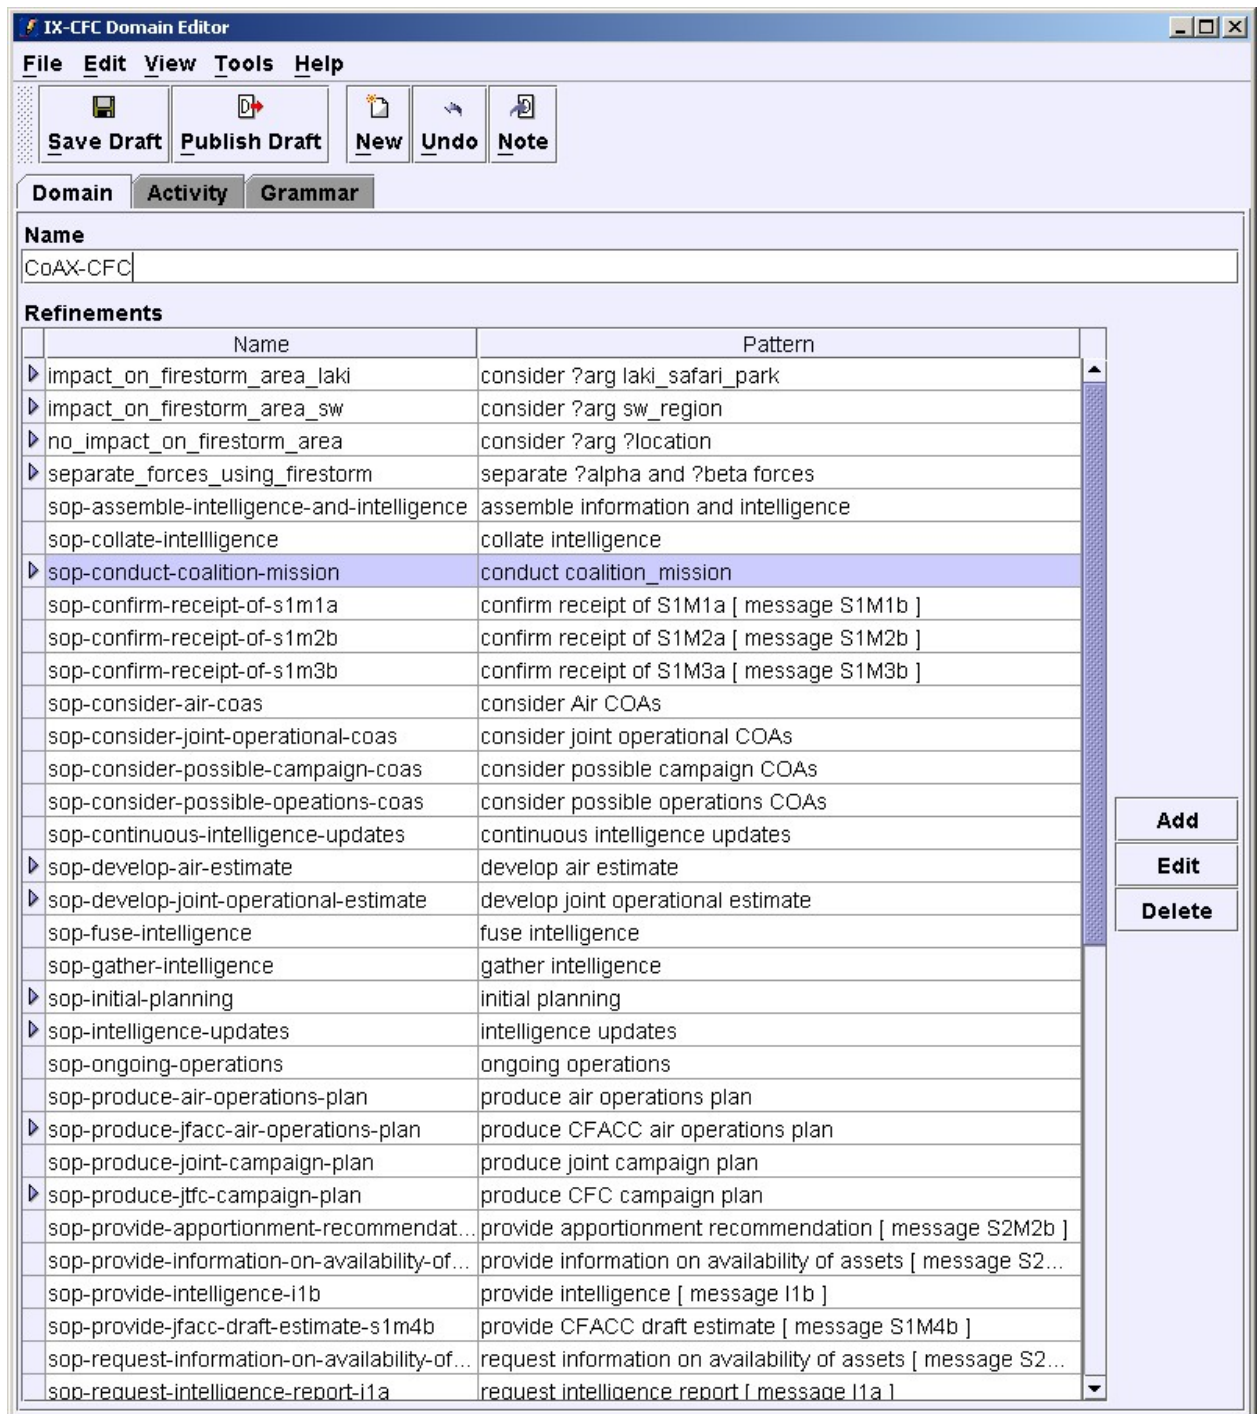 IX-CFC Domain Editor
File Edit View Tools Help
Save Draft Publish Draft New Undo Note
Domain Activity Grammar
Name
CoAX-CFC
Refinements
Name Pattern
impact_on_firestorm_area_laki consider ?arg laki_safari_park
impact_on_firestorm_area_sw consider ?arg sw_region
no_impact_on_firestorm_area consider ?arg ?location
separate_forces_using_firestorm separate ?alpha and ?beta forces
sop-assemble-intelligence-and-intelligence assemble information and intelligence
sop-collate-intellligence collate intelligence
sop-conduct-coalition-mission conduct coalition_mission
sop-confirm-receipt-of-s1m1a confirm receipt of S1M1a [ message S1M1b ]
sop-confirm-receipt-of-s1m2b confirm receipt of S1M2a [ message S1M2b ]
sop-confirm-receipt-of-s1m3b confirm receipt of S1M3a [ message S1M3b ]
sop-consider-air-coas consider Air COAs
sop-consider-joint-operational-coas consider joint operational COAs
sop-consider-possible-campaign-coas consider possible campaign COAs
sop-consider-possible-opeations-coas consider possible operations COAs
sop-continuous-intelligence-updates continuous intelligence updates
Add
sop-develop-air-estimate develop air estimate
Edit
sop-develop-joint-operational-estimate develop joint operational estimate
Delete
sop-fuse-intelligence fuse intelligence
sop-gather-intelligence gather intelligence
sop-initial-planning initial planning
sop-intelligence-updates intelligence updates
sop-ongoing-operations ongoing operations
sop-produce-air-operations-plan produce air operations plan
sop-produce-jfacc-air-operations-plan produce CFACC air operations plan
sop-produce-joint-campaign-plan produce joint campaign plan
sop-produce-jtfc-campaign-plan produce CFC campaign plan
sop-provide-apportionment-recommendat... provide apportionment recommendation [ message S2M2b ]
sop-provide-information-on-availability-of... provide information on availability of assets [ message S2...
sop-provide-intelligence-i1b provide intelligence [ message I1b ]
sop-provide-jfacc-draft-estimate-s1m4b provide CFACC draft estimate [ message S1M4b ]
sop-request-information-on-availability-of... request information on availability of assets [ message S2...
sop-request-intelligence-report-i1a request intelligence report [ message I1a ]